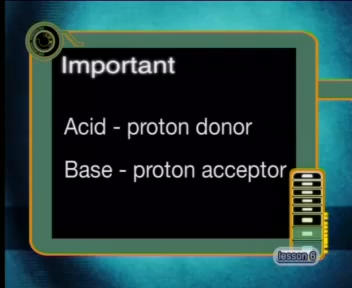 Important
Acid - proton donor
Base - proton acceptor
lesson 6